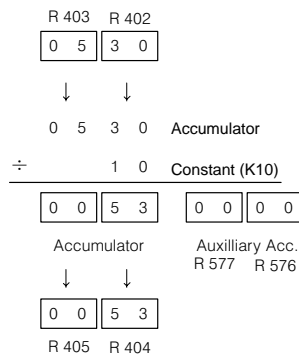 R 403 R 402
0 5 3 0
↓ ↓
0 5 3 0 Accumulator
÷ 1 0 Constant (K10)
0 0 5 3 0 0 0 0
Accumulator Auxilliary Acc.
R 577 R 576
↓ ↓
0 0 5 3
R 405 R 404